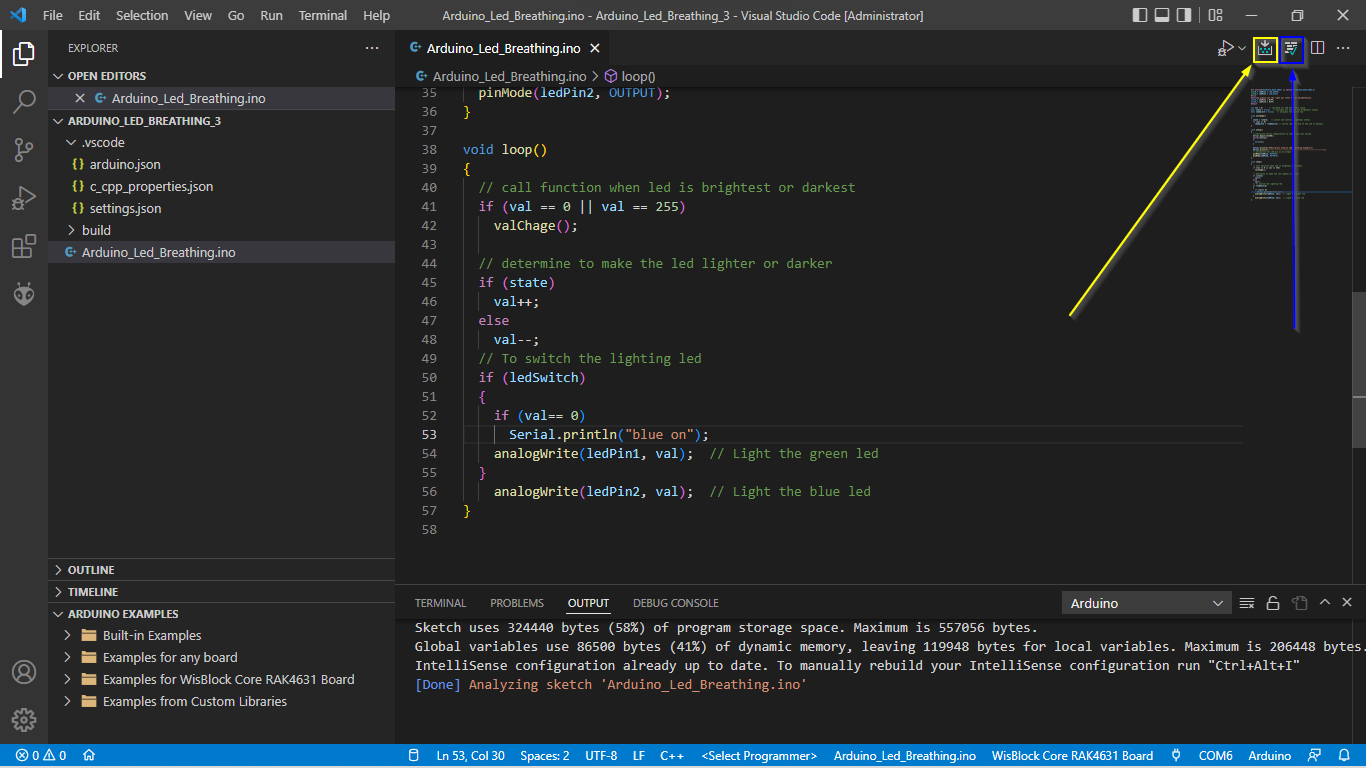 File Edit Selection View Go Run Terminal Help Arduino_Led_Breathing.ino - Arduino_Led_Breathing_3 - Visual Studio Code [Administrator]
EXPLORER
OPEN EDITORS
Arduino_Led_Breathing.ino
ARDUINO_LED_BREATHING_3
.vscode
arduino.json
c_cpp_properties.json
settings.json
build
Arduino_Led_Breathing.ino
OUTLINE
TIMELINE
ARDUINO EXAMPLES
Built-in Examples
Examples for any board
Examples for WisBlock Core RAK4631 Board
Examples from Custom Libraries
Arduino_Led_Breathing.ino
Arduino_Led_Breathing.ino > loop()
35 pinMode(ledPin2, OUTPUT);
36 }
37
38 void loop()
39 {
40 // call function when led is brightest or darkest
41 if (val == 0 || val == 255)
42 valChage();
43
44 // determine to make the led lighter or darker
45 if (state)
46 val++;
47 else
48 val--;
49 // To switch the lighting led
50 if (ledSwitch)
51 {
52 if (val== 0)
53 Serial.println("blue on");
54 analogWrite(ledPin1, val); // Light the green led
55 }
56 analogWrite(ledPin2, val); // Light the blue led
57 }
58
TERMINAL PROBLEMS OUTPUT DEBUG CONSOLE Arduino
Sketch uses 324440 bytes (58%) of program storage space. Maximum is 557056 bytes.
Global variables use 86500 bytes (41%) of dynamic memory, leaving 119948 bytes for local variables. Maximum is 206448 bytes.
IntelliSense configuration already up to date. To manually rebuild your IntelliSense configuration run "Ctrl+Alt+I"
[Done] Analyzing sketch 'Arduino_Led_Breathing.ino'
0 0 Ln 53, Col 30 Spaces: 2 UTF-8 LF C++ <Select Programmer> Arduino_Led_Breathing.ino WisBlock Core RAK4631 Board COM6 Arduino